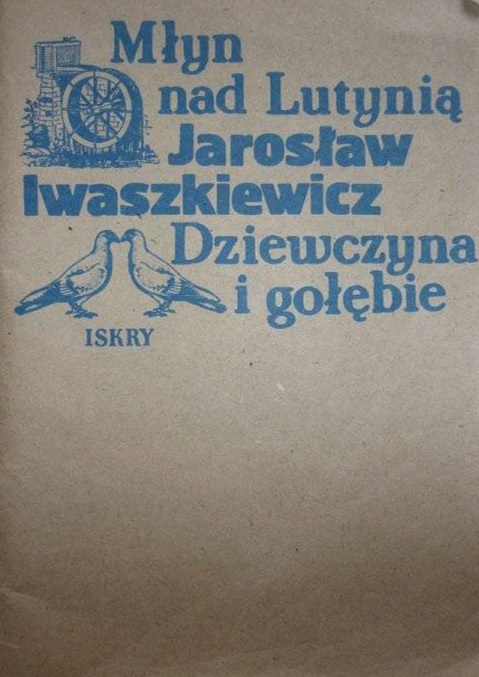 Młyn
nad Lutynią
Jarosław
Iwaszkiewicz
Dziewczyna
i gołębie
ISKRY